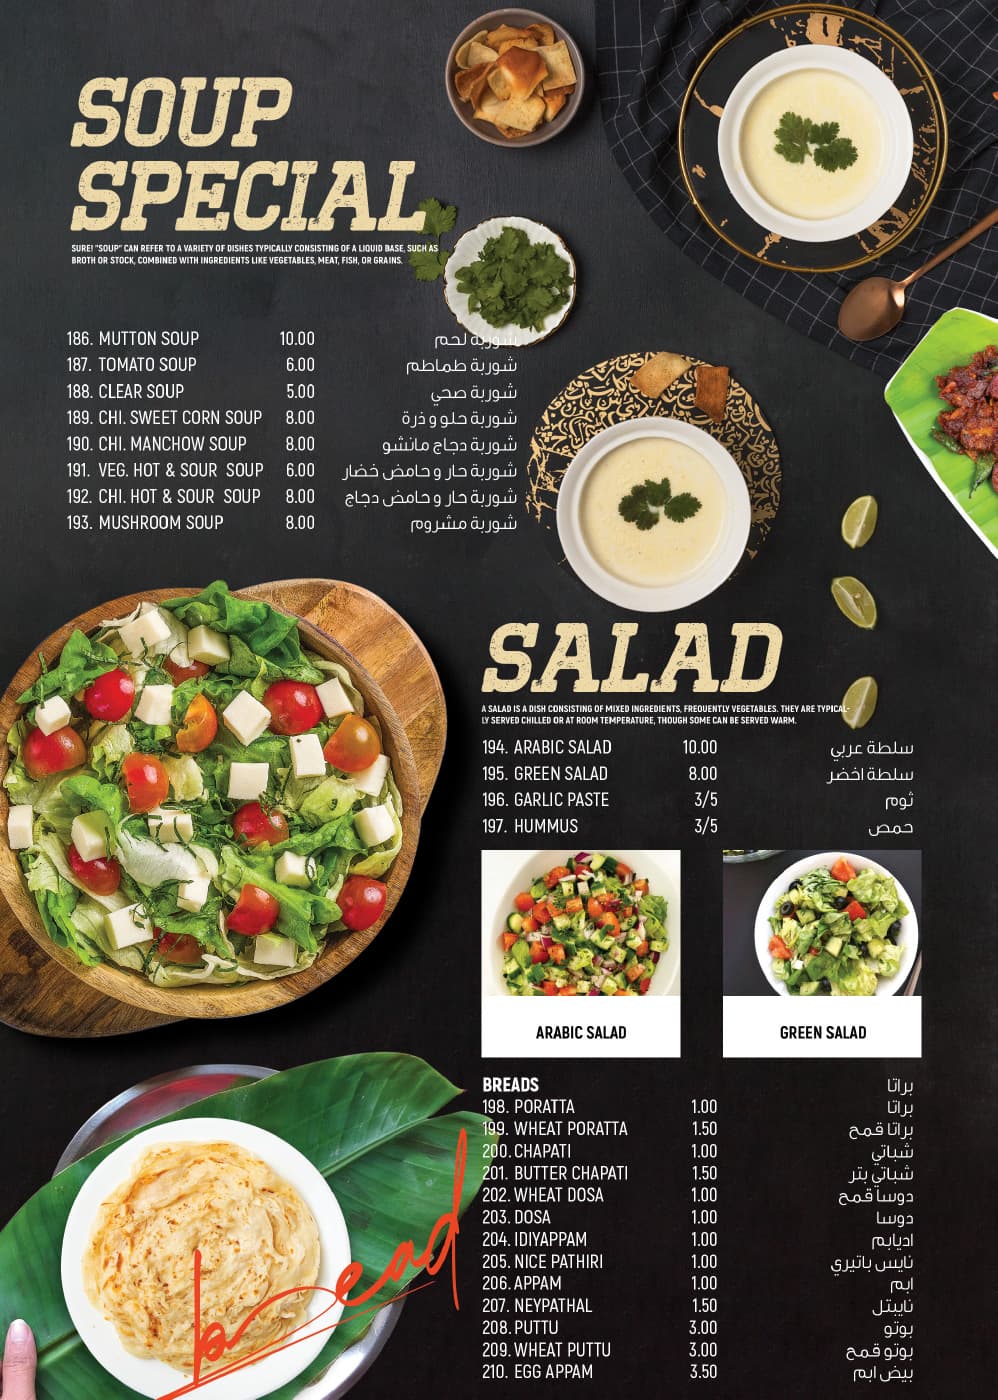 SOUP
SPECIAL
SURE! "SOUP" CAN REFER TO A VARIETY OF DISHES TYPICALLY CONSISTING OF A LIQUID BASE, SUCH AS
BROTH OR STOCK, COMBINED WITH INGREDIENTS LIKE VEGETABLES, MEAT, FISH, OR GRAINS.
186. MUTTON SOUP 10.00 شوربة لحم
187. TOMATO SOUP 6.00 شوربة طماطم
188. CLEAR SOUP 5.00 شوربة صحي
189. CHI. SWEET CORN SOUP 8.00 شوربة حلو و ذرة
190. CHI. MANCHOW SOUP 8.00 شوربة دجاج مانشو
191. VEG. HOT & SOUR SOUP 6.00 شوربة حار و حامض خضار
192. CHI. HOT & SOUR SOUP 8.00 شوربة حار و حامض دجاج
193. MUSHROOM SOUP 8.00 شوربة مشروم
SALAD
A SALAD IS A DISH CONSISTING OF MIXED INGREDIENTS, FREQUENTLY VEGETABLES. THEY ARE TYPICAL-
LY SERVED CHILLED OR AT ROOM TEMPERATURE, THOUGH SOME CAN BE SERVED WARM.
194. ARABIC SALAD 10.00 سلطة عربي
195. GREEN SALAD 8.00 سلطة اخضر
196. GARLIC PASTE 3/5 ثوم
197. HUMMUS 3/5 حمص
ARABIC SALAD
GREEN SALAD
BREADS براتا
198. PORATTA 1.00 براتا
199. WHEAT PORATTA 1.50 براتا قمح
200. CHAPATI 1.00 شباتي
201. BUTTER CHAPATI 1.50 شباتي بتر
202. WHEAT DOSA 1.00 دوسا قمح
203. DOSA 1.00 دوسا
204. IDIYAPPAM 1.00 اديابم
205. NICE PATHIRI 1.00 نايس باتيري
206. APPAM 1.00 ابم
207. NEYPATHAL 1.50 نايبتل
208. PUTTU 3.00 بوتو
209. WHEAT PUTTU 3.00 بوتو قمح
210. EGG APPAM 3.50 بيض ابم
bread